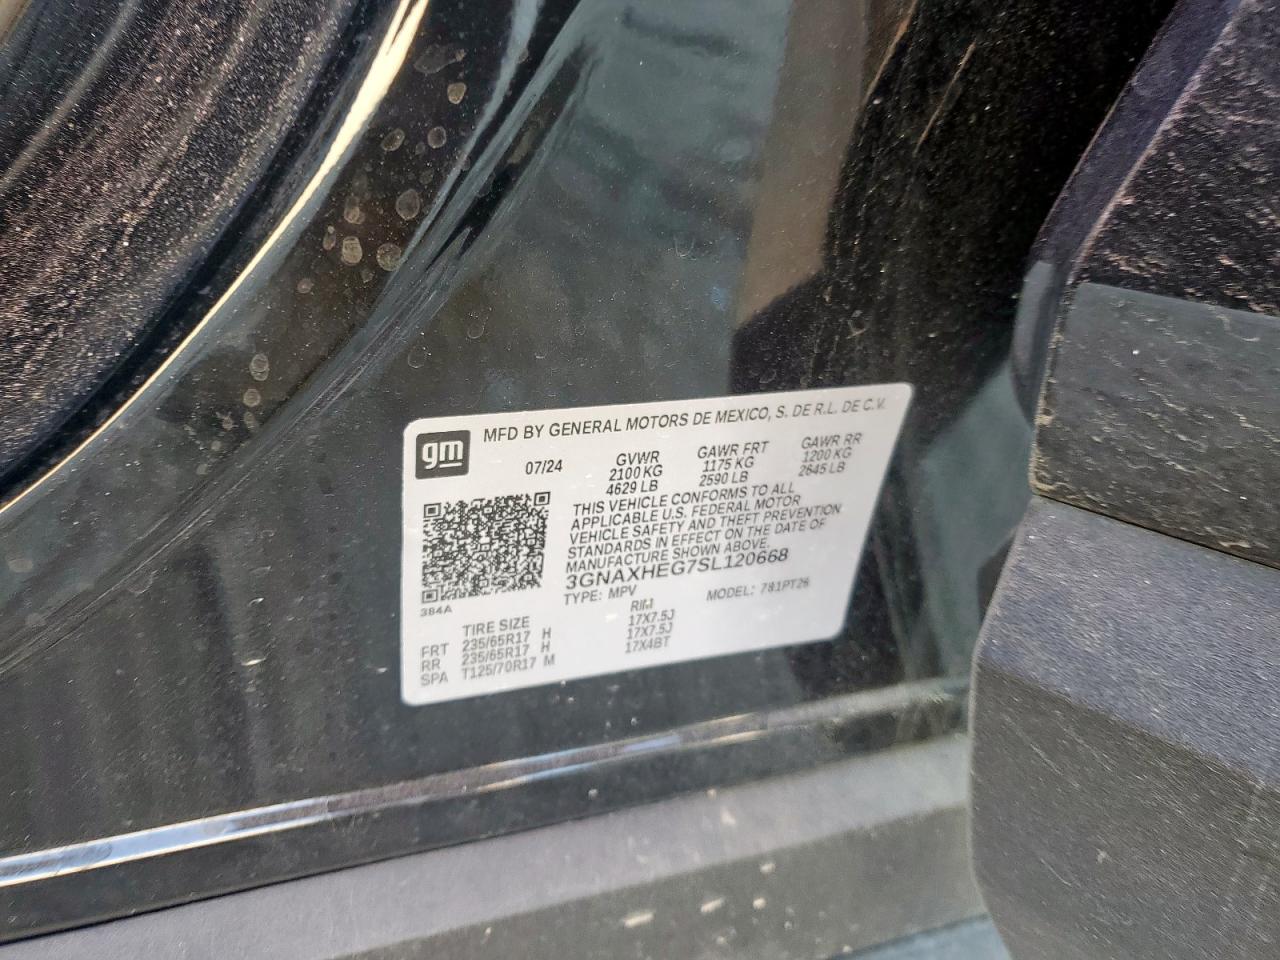 gm
MFD BY GENERAL MOTORS DE MEXICO, S. DE R.L. DE C.V.
07/24 GVWR GAWR FRT GAWR RR
2100 KG 1175 KG 1200 KG
4629 LB 2590 LB 2645 LB
THIS VEHICLE CONFORMS TO ALL
APPLICABLE U.S. FEDERAL MOTOR
VEHICLE SAFETY AND THEFT PREVENTION
STANDARDS IN EFFECT ON THE DATE OF
MANUFACTURE SHOWN ABOVE.
3GNAXHEG7SL120668
TYPE: MPV MODEL: 781PT26
384A
TIRE SIZE RIM
FRT 235/65R17 H 17X7.5J
RR 235/65R17 H 17X7.5J
SPA T125/70R17 M 17X4BT